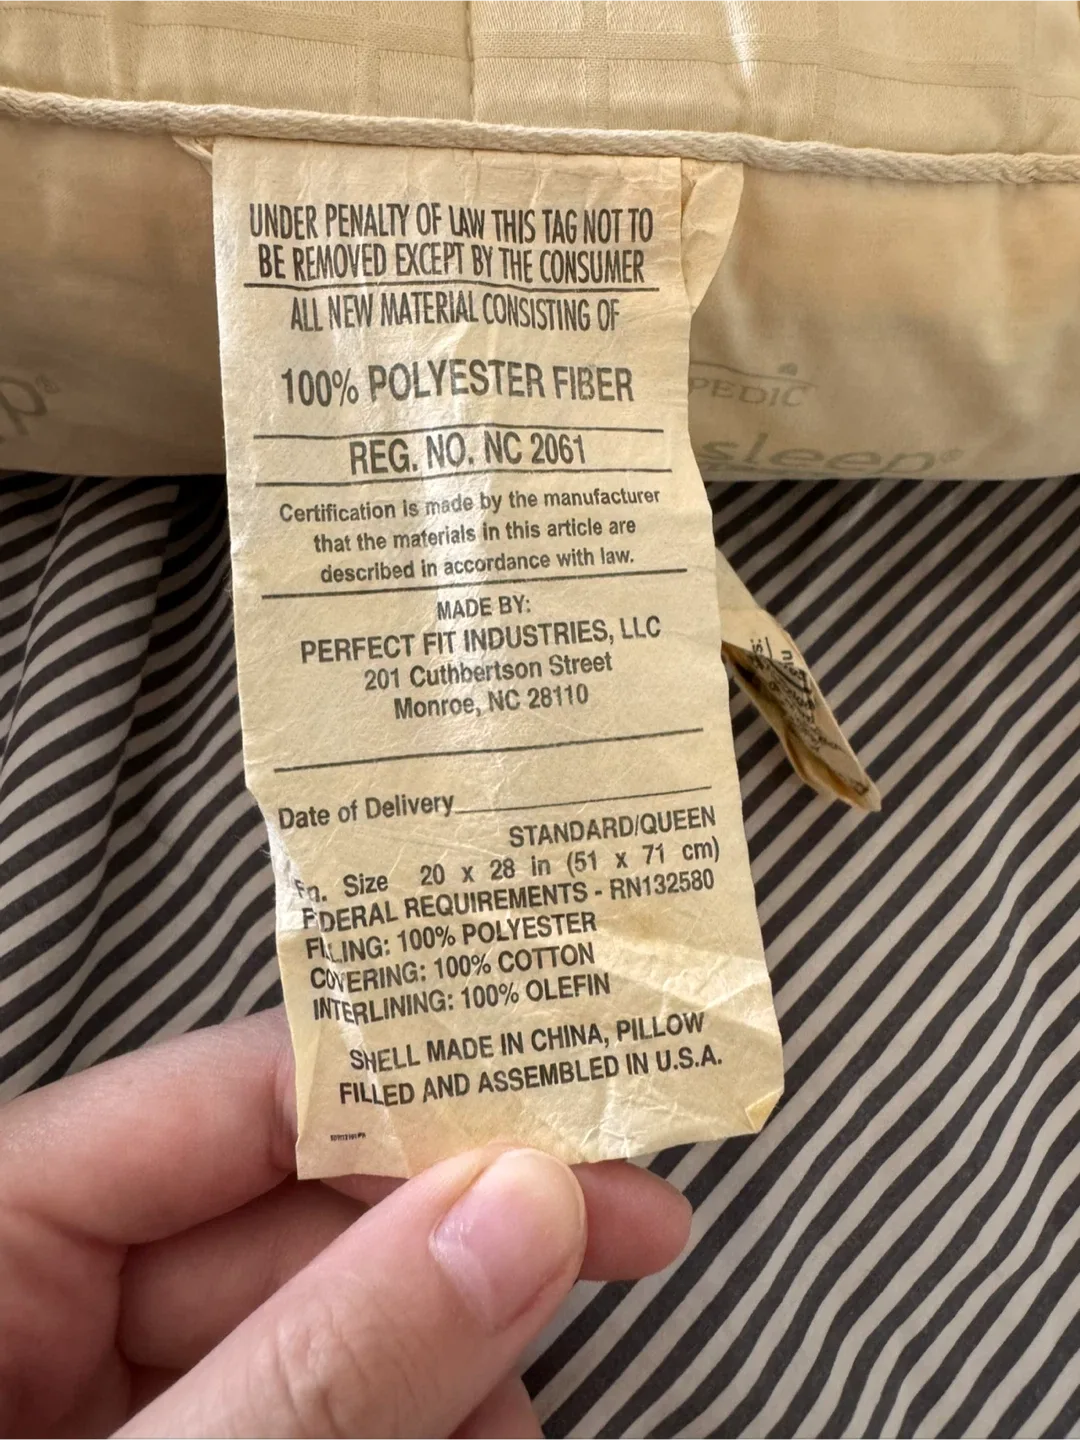 UNDER PENALTY OF LAW THIS TAG NOT TO
BE REMOVED EXCEPT BY THE CONSUMER
ALL NEW MATERIAL CONSISTING OF
100% POLYESTER FIBER
REG. NO. NC 2061
Certification is made by the manufacturer
that the materials in this article are
described in accordance with law.
MADE BY:
PERFECT FIT INDUSTRIES, LLC
201 Cuthbertson Street
Monroe, NC 28110
Date of Delivery
STANDARD/QUEEN
Size 20 x 28 in (51 x 71 cm)
FEDERAL REQUIREMENTS - RN132580
FILLING: 100% POLYESTER
COVERING: 100% COTTON
INTERLINING: 100% OLEFIN
SHELL MADE IN CHINA, PILLOW
FILLED AND ASSEMBLED IN U.S.A.
PEDIC
sleep®